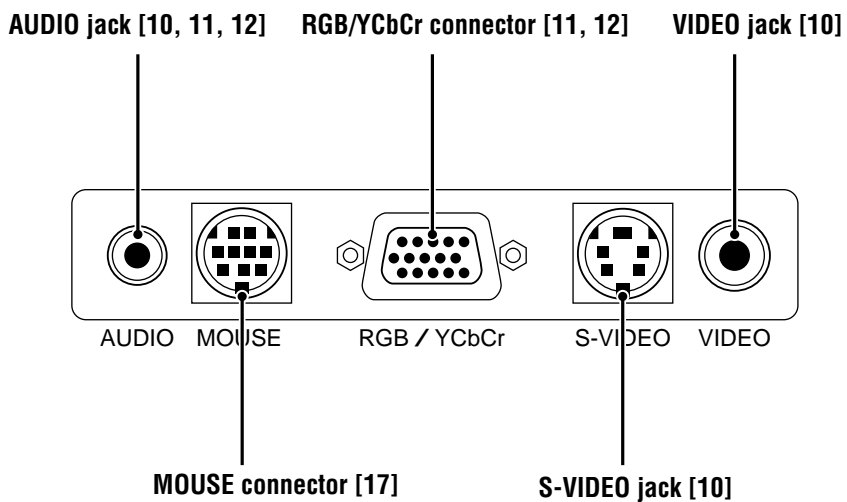 AUDIO jack [10, 11, 12] RGB/YCbCr connector [11, 12] VIDEO jack [10]
AUDIO MOUSE RGB / YCbCr S-VIDEO VIDEO
MOUSE connector [17] S-VIDEO jack [10]